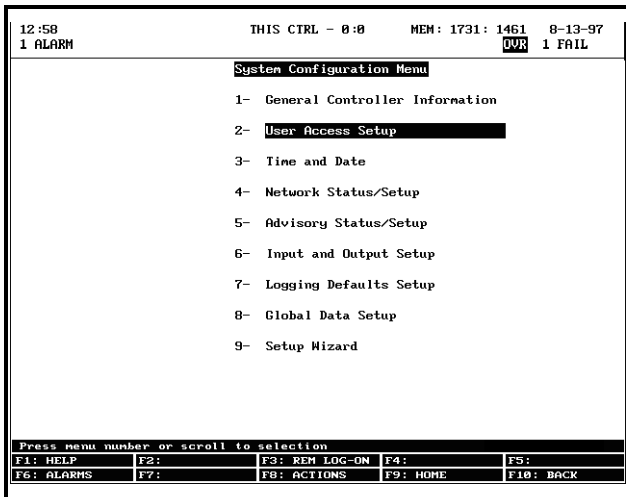 12:58 THIS CTRL - 0:0 MEM: 1731: 1461 8-13-97
1 ALARM OVR 1 FAIL
System Configuration Menu
1- General Controller Information
2- User Access Setup
3- Time and Date
4- Network Status/Setup
5- Advisory Status/Setup
6- Input and Output Setup
7- Logging Defaults Setup
8- Global Data Setup
9- Setup Wizard
Press menu number or scroll to selection
F1: HELP F2: F3: REM LOG-ON F4: F5:
F6: ALARMS F7: F8: ACTIONS F9: HOME F10: BACK